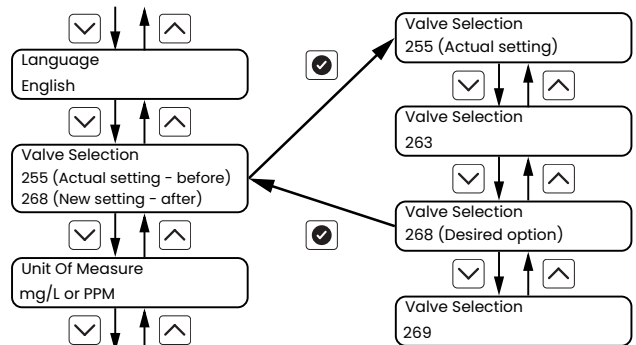 Language
English
Valve Selection
255 (Actual setting - before)
268 (New setting - after)
Unit Of Measure
mg/L or PPM
Valve Selection
255 (Actual setting)
Valve Selection
263
Valve Selection
268 (Desired option)
Valve Selection
269